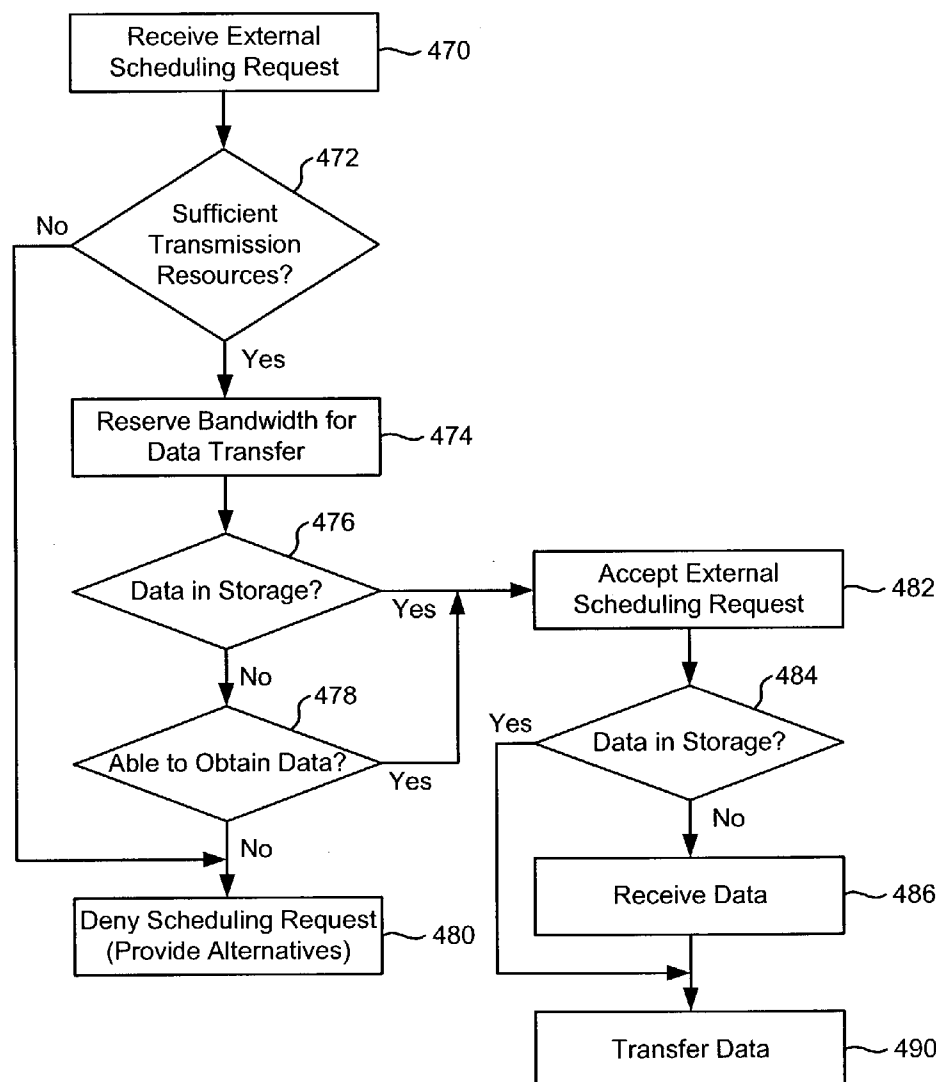 Receive External
Scheduling Request
470
472
Sufficient
Transmission
Resources?
No
Yes
Reserve Bandwidth for
Data Transfer
474
476
Data in Storage?
Yes
No
478
Able to Obtain Data?
Yes
No
Deny Scheduling Request
(Provide Alternatives)
480
Accept External
Scheduling Request
482
484
Data in Storage?
Yes
No
Receive Data
486
Transfer Data
490